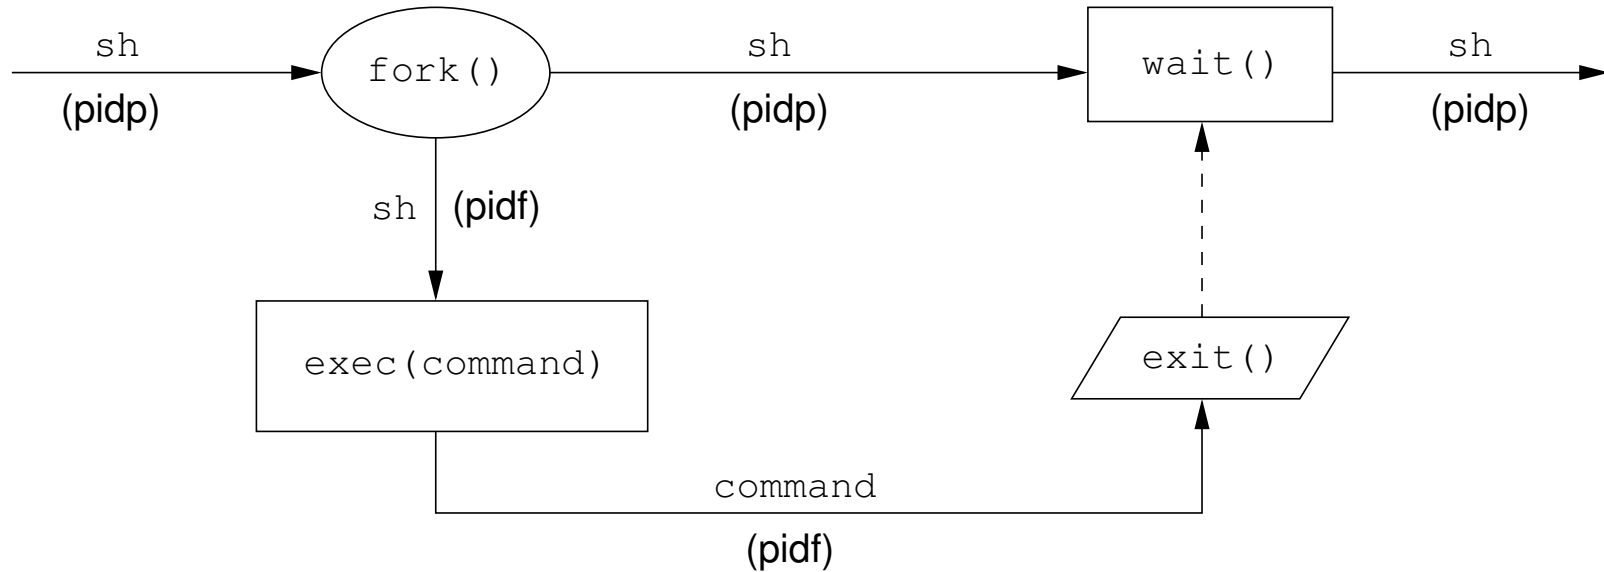 sh
fork()
sh
wait()
sh
(pidp)
(pidp)
(pidp)
sh
(pidf)
exec(command)
exit()
command
(pidf)